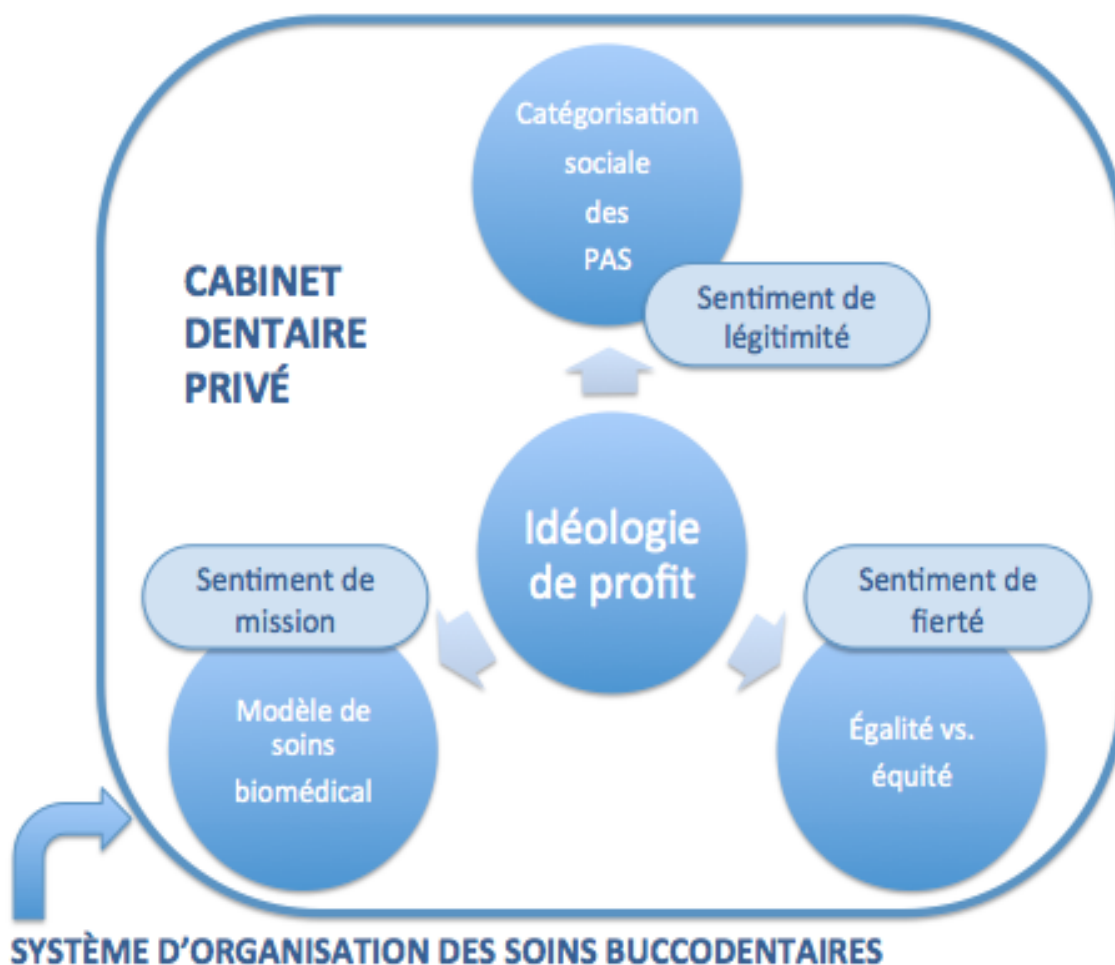 Catégorisation
sociale
des
PAS
CABINET
DENTAIRE
PRIVÉ
Sentiment de
légitimité
Idéologie
de profit
Sentiment de
mission
Sentiment de
fierté
Modèle de
soins
biomédical
Égalité vs.
équité
SYSTÈME D'ORGANISATION DES SOINS BUCCODENTAIRES